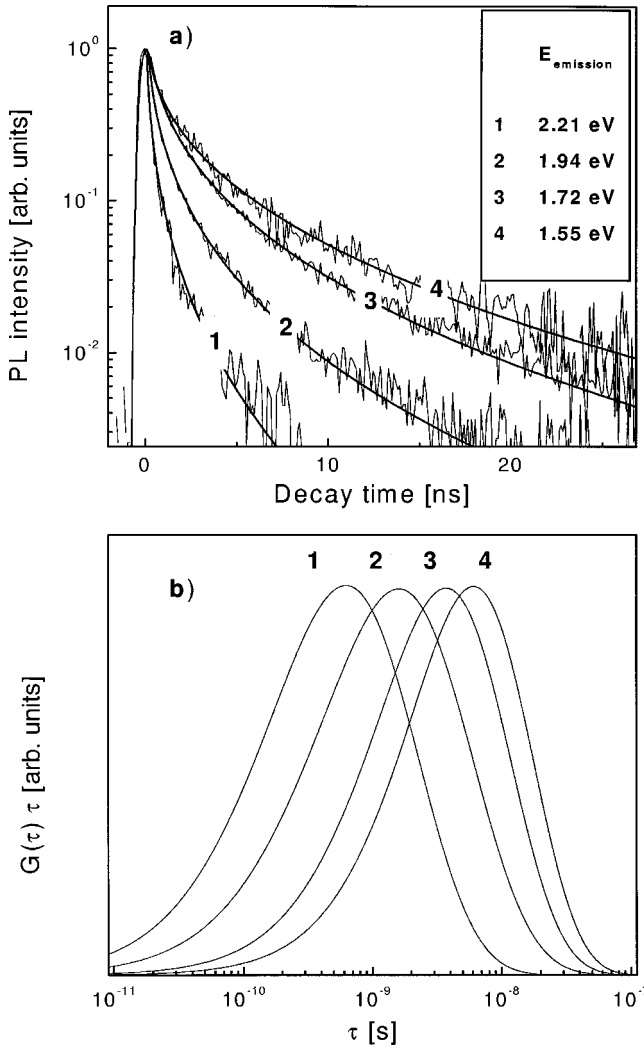 a)
E emission
1 2.21 eV
2 1.94 eV
3 1.72 eV
4 1.55 eV
10⁰
10⁻¹
10⁻²
PL intensity [arb. units]
1
2
3
4
0 10 20
Decay time [ns]
b)
1 2 3 4
G(τ) τ [arb. units]
10⁻¹¹ 10⁻¹⁰ 10⁻⁹ 10⁻⁸ 10⁻⁷
τ [s]